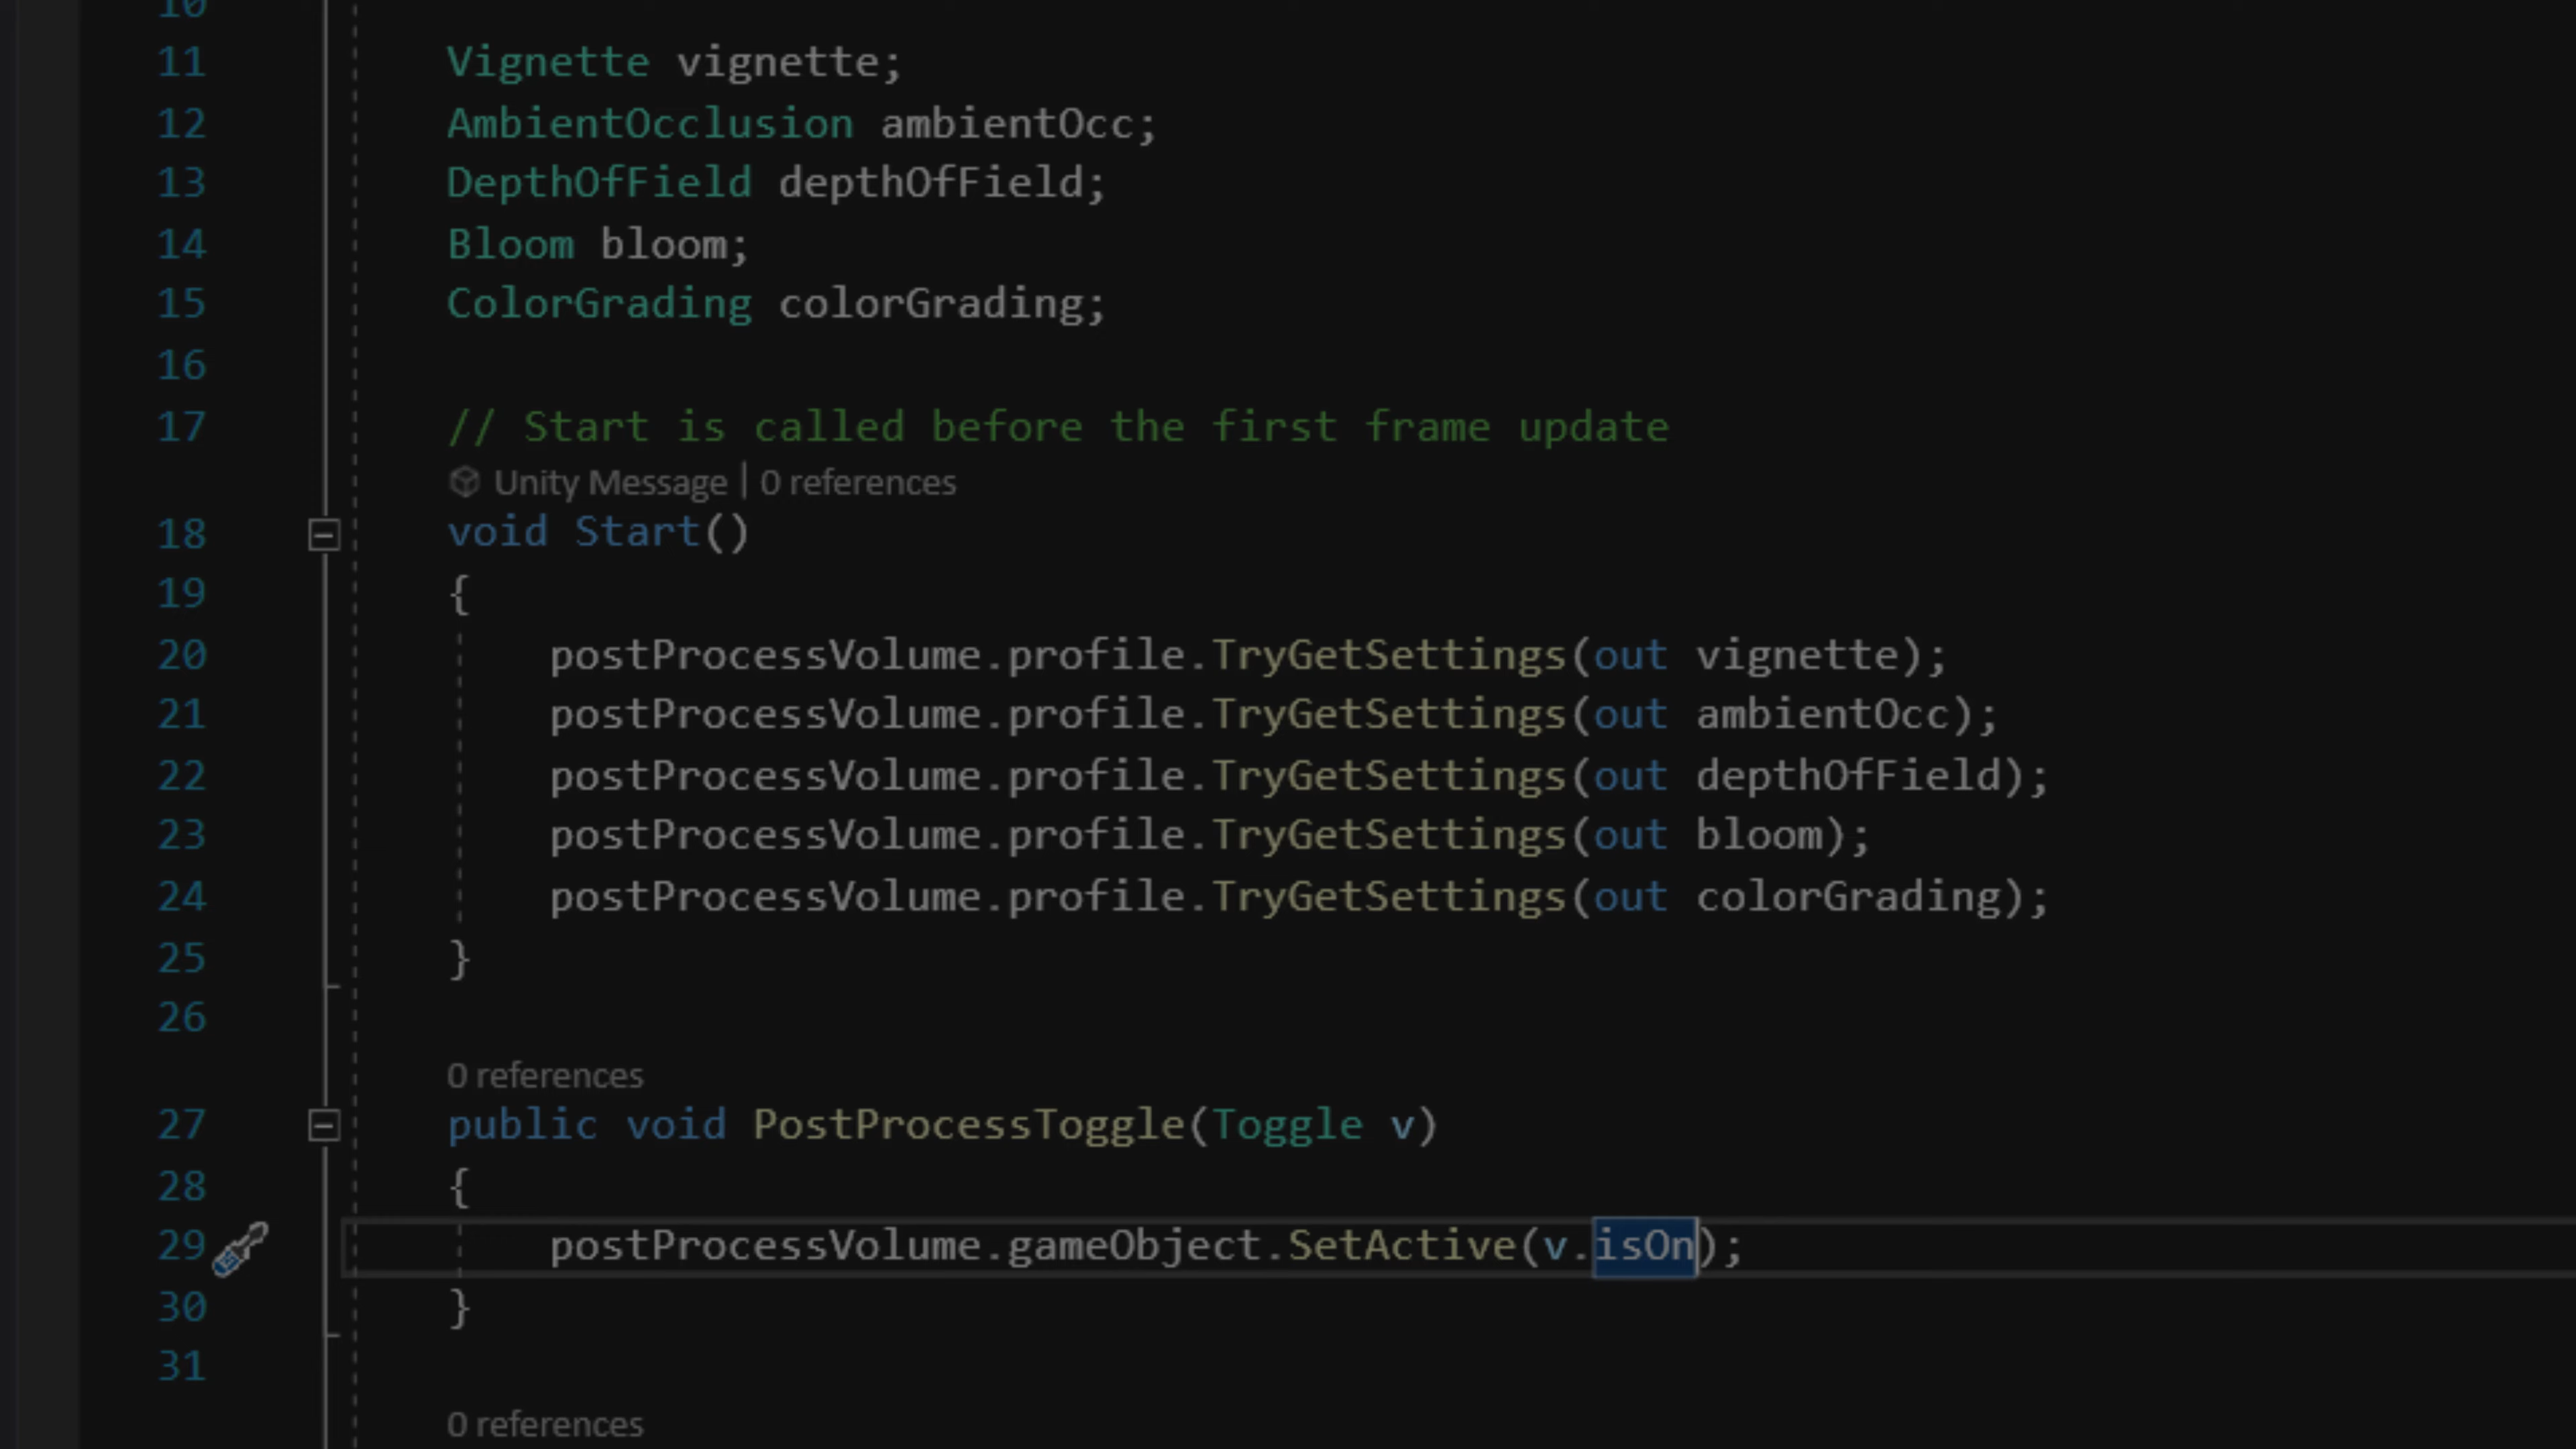 10
11 Vignette vignette;
12 AmbientOcclusion ambientOcc;
13 DepthOfField depthOfField;
14 Bloom bloom;
15 ColorGrading colorGrading;
16
17 // Start is called before the first frame update
Unity Message | 0 references
18 void Start()
19 {
20 postProcessVolume.profile.TryGetSettings(out vignette);
21 postProcessVolume.profile.TryGetSettings(out ambientOcc);
22 postProcessVolume.profile.TryGetSettings(out depthOfField);
23 postProcessVolume.profile.TryGetSettings(out bloom);
24 postProcessVolume.profile.TryGetSettings(out colorGrading);
25 }
26
0 references
27 public void PostProcessToggle(Toggle v)
28 {
29 postProcessVolume.gameObject.SetActive(v.isOn);
30 }
31
0 references